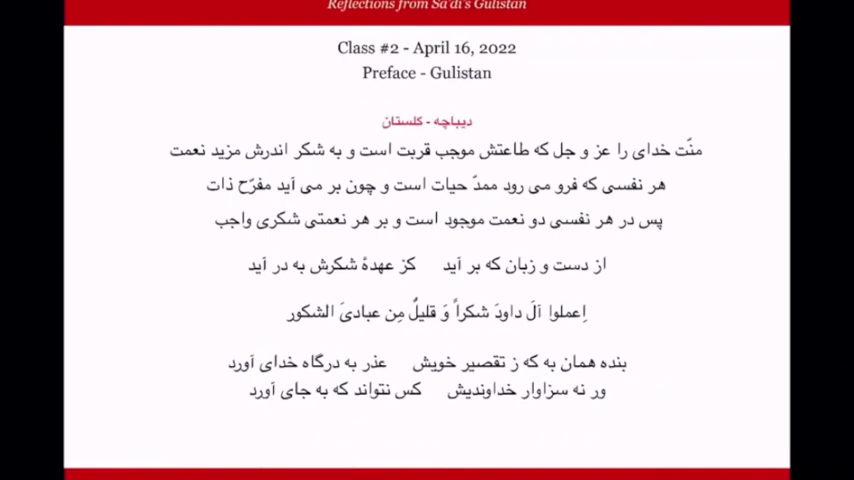 Reflections from Sa'di's Gulistan
Class #2 - April 16, 2022
Preface - Gulistan
دیباچه - گلستان
منّت خدای را عز و جل که طاعتش موجب قربت است و به شکر اندرش مزید نعمت
هر نفسی که فرو می رود ممدّ حیات است و چون بر می آید مفرّح ذات
پس در هر نفسی دو نعمت موجود است و بر هر نعمتی شکری واجب
از دست و زبان که بر آید کز عهدهٔ شکرش به در آید
اِعملوا آلَ داودَ شکراً وَ قلیلٌ مِن عبادیَ الشکور
بنده همان به که ز تقصیر خویش عذر به درگاه خدای آورد
ور نه سزاوار خداوندیش کس نتواند که به جای آورد